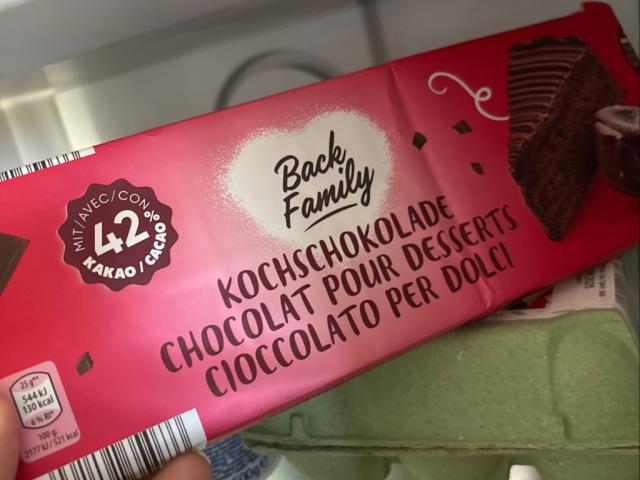 Back
Family
MIT/AVEC/CON
42%
KAKAO/CACAO
KOCHSCHOKOLADE
CHOCOLAT POUR DESSERTS
CIOCCOLATO PER DOLCI
25 g**
544 kJ
130 kcal
6 % RI*
100 g:
2177 kJ / 521 kcal